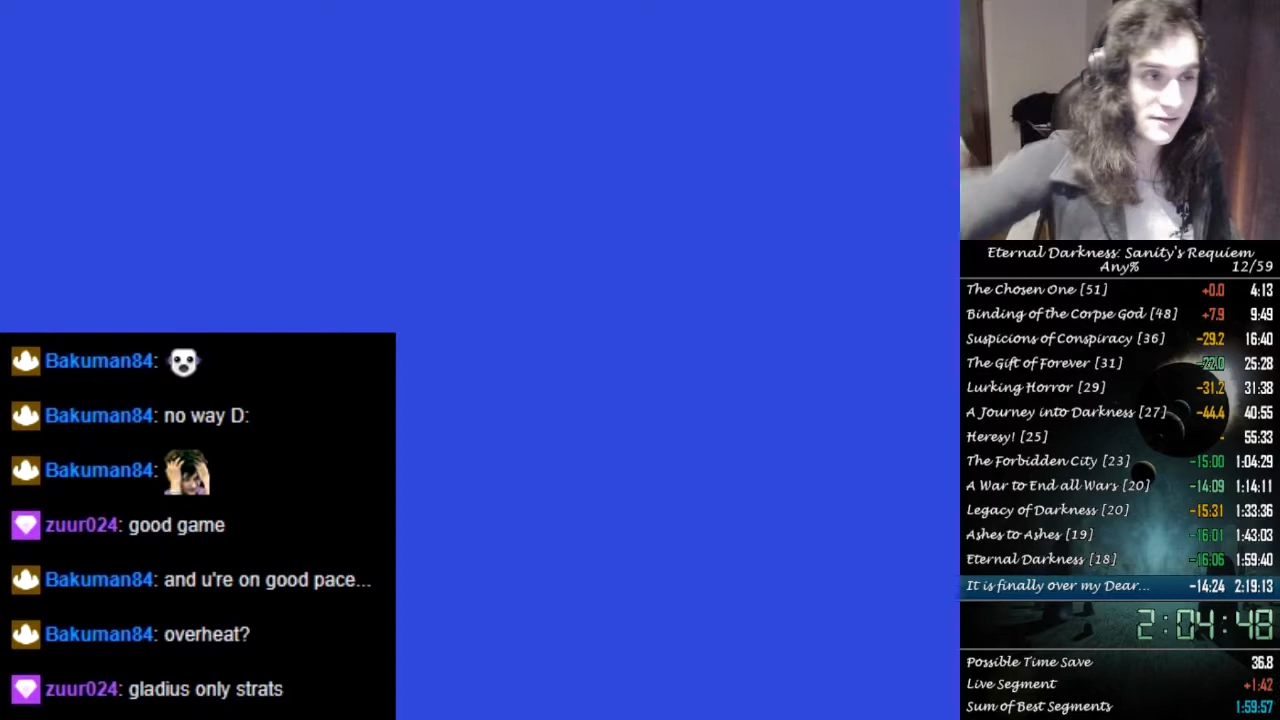 Bakuman84:
Bakuman84: no way D:
Bakuman84:
zuur024: good game
Bakuman84: and u're on good pace...
Bakuman84: overheat?
zuur024: gladius only strats
Eternal Darkness: Sanity's Requiem
Any% 12/59
The Chosen One [51] +0.0 4:13
Binding of the Corpse God [48] +7.9 9:49
Suspicions of Conspiracy [36] -29.2 16:40
The Gift of Forever [31] -22.0 25:28
Lurking Horror [29] -31.2 31:38
A Journey into Darkness [27] -44.4 40:55
Heresy! [25] - 55:33
The Forbidden City [23] -15:00 1:04:29
A War to End all Wars [20] -14:09 1:14:11
Legacy of Darkness [20] -15:31 1:33:36
Ashes to Ashes [19] -16:01 1:43:03
Eternal Darkness [18] -16:06 1:59:40
It is finally over my Dear... -14:24 2:19:13
2:04:48
Possible Time Save 36.8
Live Segment +1:42
Sum of Best Segments 1:59:57